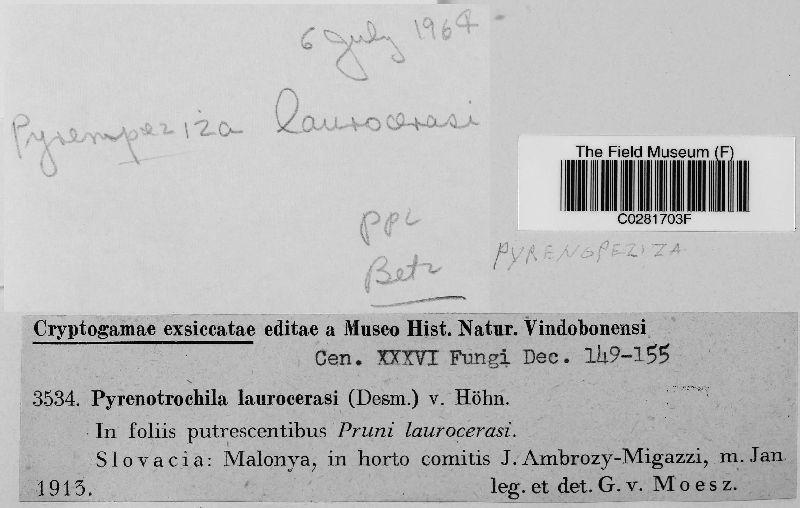 6 July 1964
Pyrempeziza laurocerasi
The Field Museum (F)
C0281703F
PPL
Betz
PYRENOPEZIZA
Cryptogamae exsiccatae editae a Museo Hist. Natur. Vindobonensi
Cen. XXXVI Fungi Dec. 149-155
3534. Pyrenotrochila laurocerasi (Desm.) v. Höhn.
In foliis putrescentibus Pruni laurocerasi.
Slovacia: Malonya, in horto comitis J. Ambrozy-Migazzi, m. Jan
1913. leg. et det. G. v. Moesz.